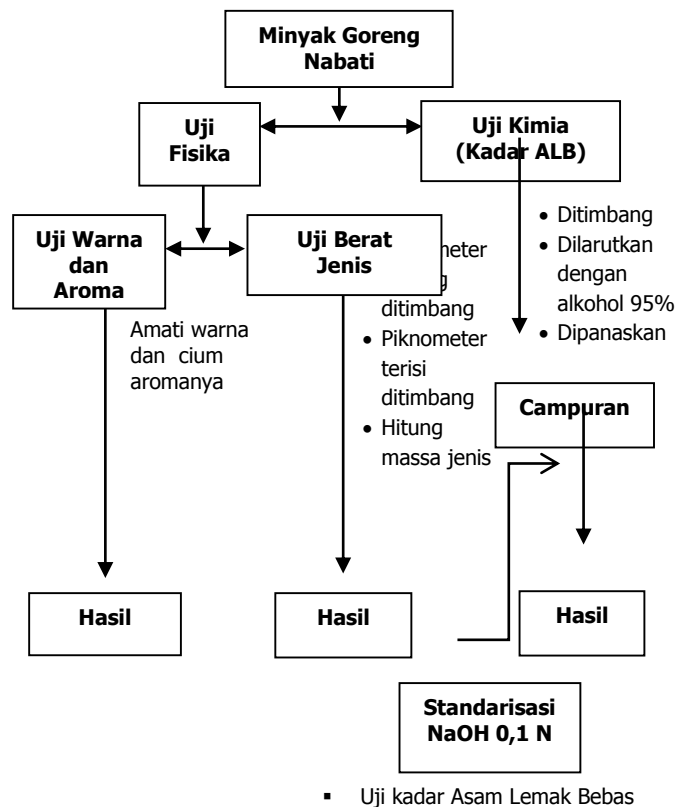 Minyak Goreng
Nabati
Uji
Fisika
Uji Kimia
(Kadar ALB)
Uji Warna
dan
Aroma
Uji Berat
Jenis
ditimbang
• Piknometer
terisi
ditimbang
• Hitung
massa jenis
• Ditimbang
• Dilarutkan
dengan
alkohol 95%
• Dipanaskan
Amati warna
dan cium
aromanya
Campuran
Hasil
Hasil
Hasil
Standarisasi
NaOH 0,1 N
▪ Uji kadar Asam Lemak Bebas